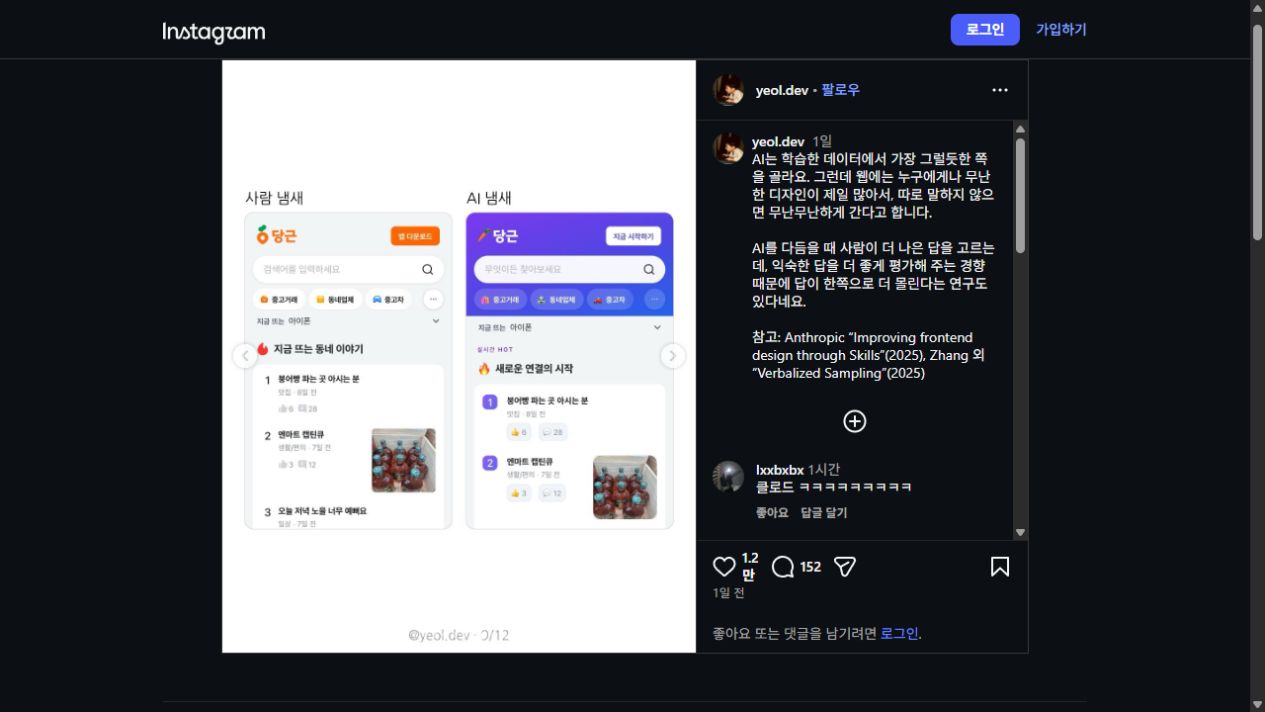 Instagram
로그인
가입하기
사람 냄새
당근
앱 다운로드
검색어를 입력하세요
중고거래
동네업체
중고차
지금 뜨는 아이폰
지금 뜨는 동네 이야기
1 붕어빵 파는 곳 아시는 분
맛집 · 8일 전
6 28
2 엔마트 캡틴큐
생활/편의 · 7일 전
3 12
3 오늘 저녁 노을 너무 예뻐요
일상 · 7일 전
AI 냄새
당근
지금 시작하기
무엇이든 찾아보세요
중고거래
동네업체
중고차
지금 뜨는 아이폰
실시간 HOT
새로운 연결의 시작
1 붕어빵 파는 곳 아시는 분
맛집 · 8일 전
6 28
2 엔마트 캡틴큐
생활/편의 · 7일 전
3 12
@yeol.dev · 0/12
yeol.dev • 팔로우
yeol.dev 1일
AI는 학습한 데이터에서 가장 그럴듯한 쪽
을 골라요. 그런데 웹에는 누구에게나 무난
한 디자인이 제일 많아서, 따로 말하지 않으
면 무난무난하게 간다고 합니다.
AI를 다듬을 때 사람이 더 나은 답을 고르는
데, 익숙한 답을 더 좋게 평가해 주는 경향
때문에 답이 한쪽으로 더 몰린다는 연구도
있다네요.
참고: Anthropic “Improving frontend
design through Skills”(2025), Zhang 외
“Verbalized Sampling”(2025)
lxxbxbx 1시간
클로드 ㅋㅋㅋㅋㅋㅋㅋㅋㅋ
좋아요 답글 달기
1.2
만
152
1일 전
좋아요 또는 댓글을 남기려면 로그인.